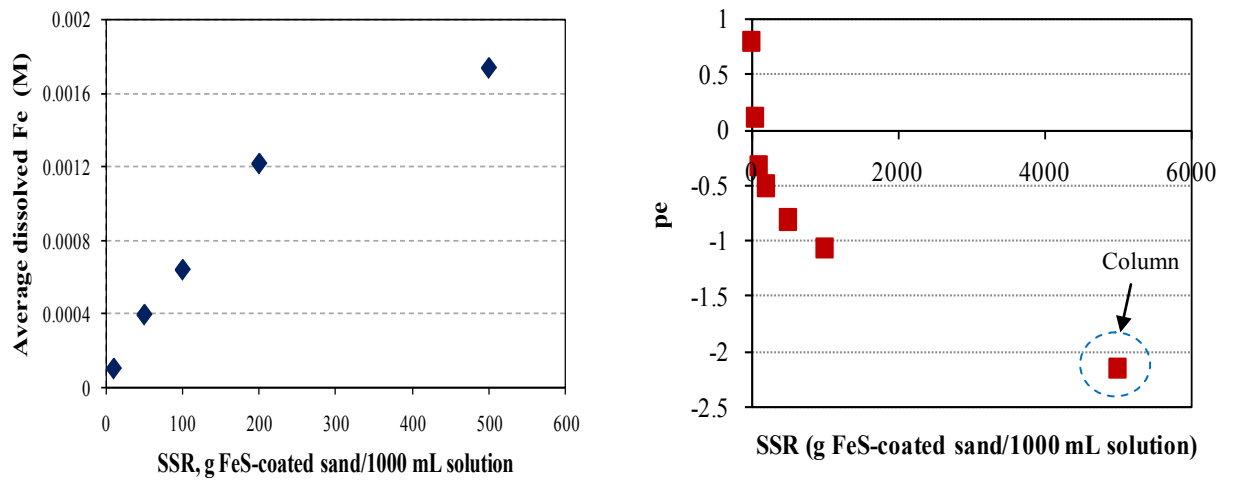 0.002
0.0016
0.0012
0.0008
0.0004
0
Average dissolved Fe (M)
0 100 200 300 400 500 600
SSR, g FeS-coated sand/1000 mL solution
1
0.5
0
-0.5
-1
-1.5
-2
-2.5
pe
0 2000 4000 6000
Column
SSR (g FeS-coated sand/1000 mL solution)